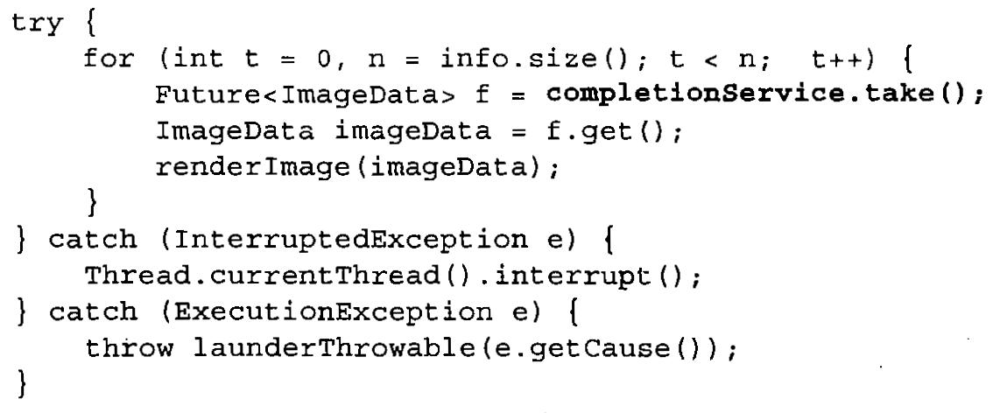 try {
    for (int t = 0, n = info.size(); t < n;  t++) {
        Future<ImageData> f = completionService.take();
        ImageData imageData = f.get();
        renderImage(imageData);
    }
} catch (InterruptedException e) {
    Thread.currentThread().interrupt();
} catch (ExecutionException e) {
    throw launderThrowable(e.getCause());
}